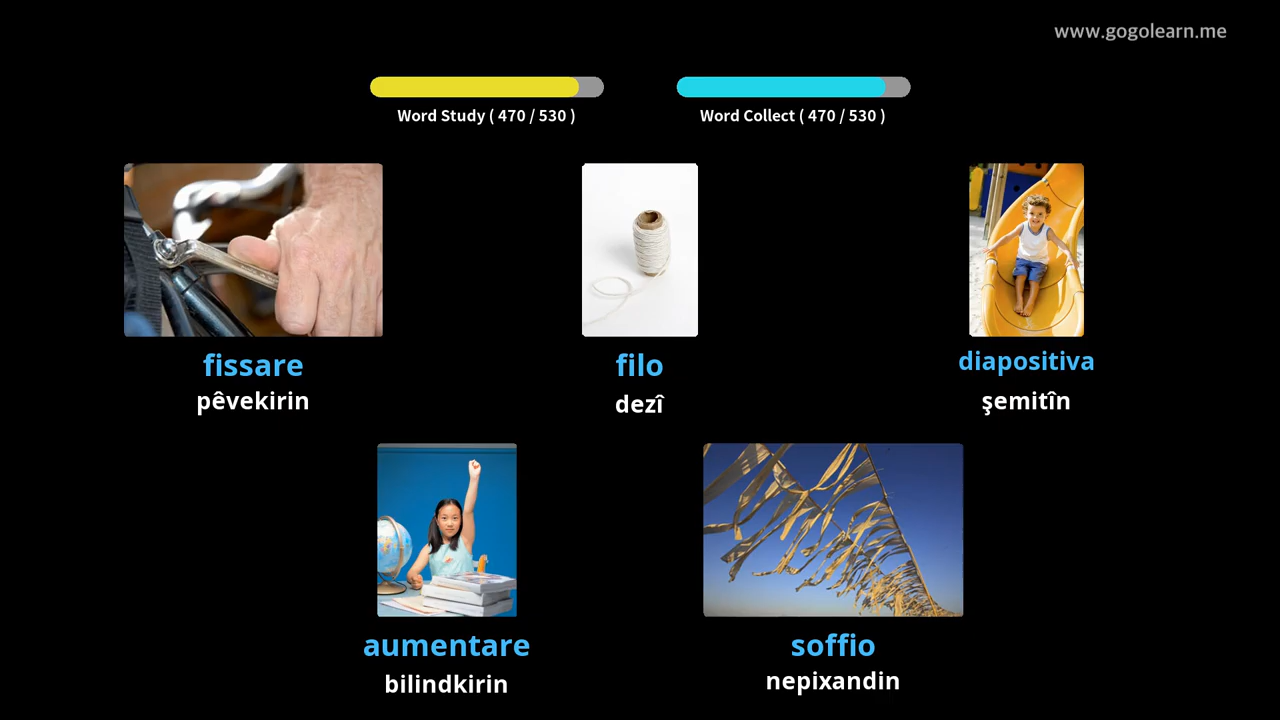 www.gogolearn.me
Word Study ( 470 / 530 )
Word Collect ( 470 / 530 )
fissare
pêvekirin
filo
dezî
diapositiva
şemitîn
aumentare
bilindkirin
soffio
nepixandin